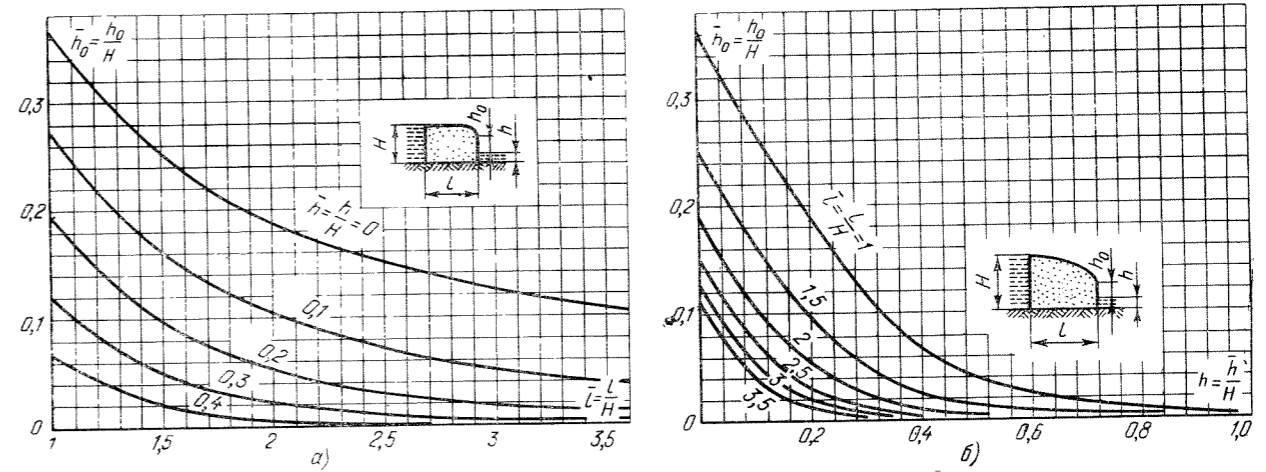 h̄₀=h₀/H
0,3
0,2
0,1
0
h̄=h/H=0
0,1
0,2
0,3
0,4
H
h₀
h
l
l̄=l/H
1
1,5
2
2,5
3
3,5
а)
h̄₀=h₀/H
0,3
0,2
0,1
0
l̄=l/H=1
1,5
2
2,5
3
3,5
H
h₀
h
l
h=h̄/H
0,2
0,4
0,6
0,8
1,0
б)